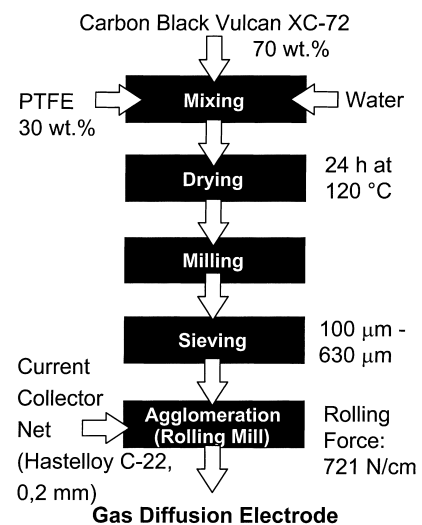 Carbon Black Vulcan XC-72
70 wt.%
PTFE
30 wt.%
Mixing
Water
Drying
24 h at
120 °C
Milling
Sieving
100 µm -
630 µm
Current
Collector
Net
(Hastelloy C-22,
0,2 mm)
Agglomeration
(Rolling Mill)
Rolling
Force:
721 N/cm
Gas Diffusion Electrode